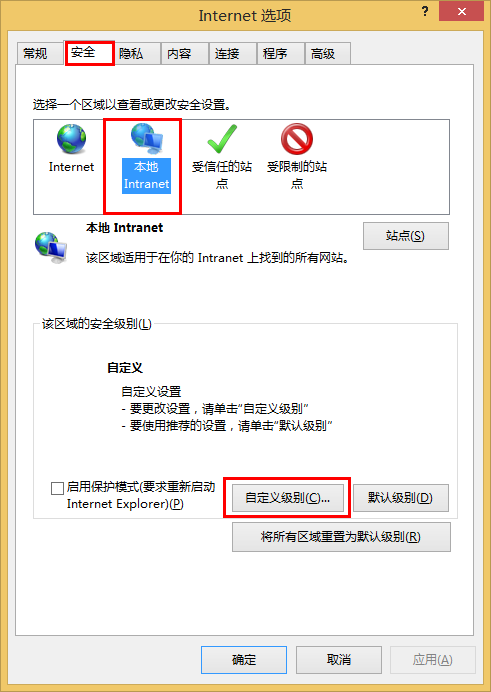 Internet 选项
?
常规 安全 隐私 内容 连接 程序 高级
选择一个区域以查看或更改安全设置。
Internet
本地
Intranet
受信任的站
点
受限制的站
点
本地 Intranet
站点(S)
该区域适用于在你的 Intranet 上找到的所有网站。
该区域的安全级别(L)
自定义
自定义设置
- 要更改设置，请单击“自定义级别”
- 要使用推荐的设置，请单击“默认级别”
启用保护模式(要求重新启动
Internet Explorer)(P)
自定义级别(C)...
默认级别(D)
将所有区域重置为默认级别(R)
确定
取消
应用(A)